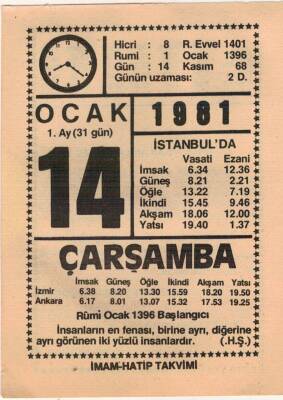 Hicri : 8 R. Evvel 1401
Rumi : 1 Ocak 1396
Gün : 14 Kasım 68
Günün uzaması: 2 D.
OCAK 1981
1. Ay (31 gün)
14
İSTANBUL'DA
Vasati Ezani
İmsak 6.34 12.36
Güneş 8.21 2.21
Öğle 13.22 7.19
İkindi 15.45 9.46
Akşam 18.06 12.00
Yatsı 19.40 1.37
ÇARŞAMBA
İmsak Güneş Öğle İkindi Akşam Yatsı
İzmir 6.38 8.20 13.30 15.59 18.20 19.50
Ankara 6.17 8.01 13.07 15.32 17.53 19.25
Rûmî Ocak 1396 Başlangıcı
İnsanların en fenası, birine ayrı, diğerine
ayrı görünen iki yüzlü insanlardır. (.H.Ş.)
İMAM-HATİP TAKVİMİ